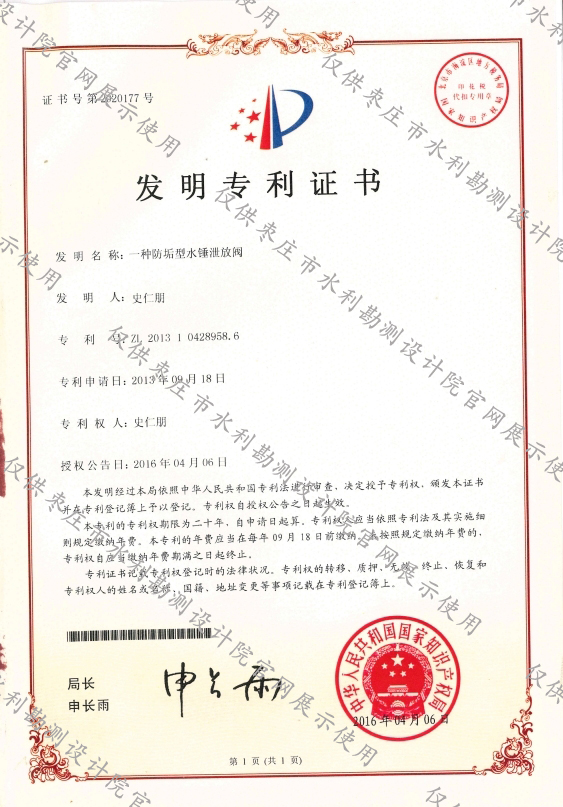 证书号第2020177号
发明专利证书
发明名称：一种防垢型水锤泄放阀
发明人：史仁朋
专利号：ZL 2013 1 0428958.6
专利申请日：2013年09月18日
专利权人：史仁朋
授权公告日：2016年04月06日
本发明经过本局依照中华人民共和国专利法进行审查，决定授予专利权，颁发本证书
并在专利登记簿上予以登记。专利权自授权公告之日起生效。
本专利的专利权期限为二十年，自申请日起算。专利权人应当依照专利法及其实施细
则规定缴纳年费。本专利的年费应当在每年09月18日前缴纳。未按照规定缴纳年费的，
专利权自应当缴纳年费期满之日起终止。
专利证书记载专利权登记时的法律状况。专利权的转移、质押、无效、终止、恢复和
专利权人的姓名或名称、国籍、地址变更等事项记载在专利登记簿上。
局长
申长雨
申长雨
中华人民共和国国家知识产权局
2016年04月06日
第1页（共1页）
印花税
代扣专用章
仅供枣庄市水利勘测设计院官网展示使用